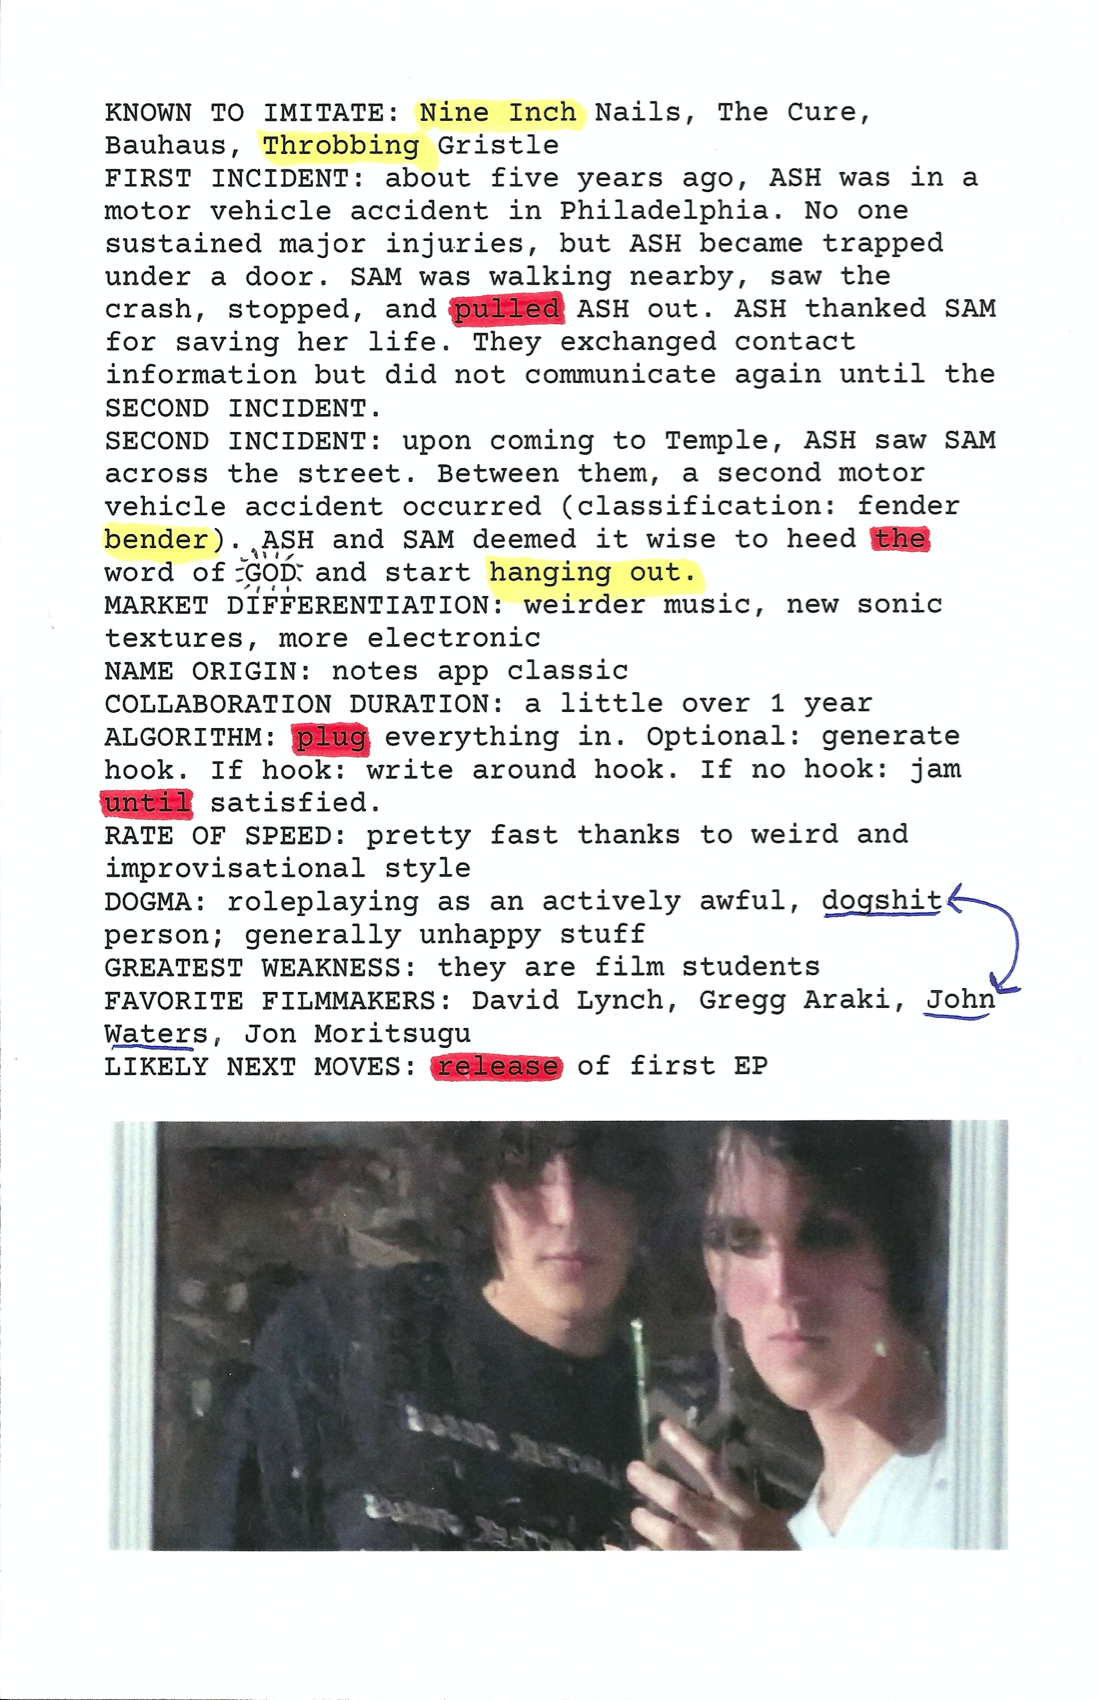 KNOWN TO IMITATE: Nine Inch Nails, The Cure,
Bauhaus, Throbbing Gristle
FIRST INCIDENT: about five years ago, ASH was in a
motor vehicle accident in Philadelphia. No one
sustained major injuries, but ASH became trapped
under a door. SAM was walking nearby, saw the
crash, stopped, and pulled ASH out. ASH thanked SAM
for saving her life. They exchanged contact
information but did not communicate again until the
SECOND INCIDENT.
SECOND INCIDENT: upon coming to Temple, ASH saw SAM
across the street. Between them, a second motor
vehicle accident occurred (classification: fender
bender). ASH and SAM deemed it wise to heed the
word of GOD and start hanging out.
MARKET DIFFERENTIATION: weirder music, new sonic
textures, more electronic
NAME ORIGIN: notes app classic
COLLABORATION DURATION: a little over 1 year
ALGORITHM: plug everything in. Optional: generate
hook. If hook: write around hook. If no hook: jam
until satisfied.
RATE OF SPEED: pretty fast thanks to weird and
improvisational style
DOGMA: roleplaying as an actively awful, dogshit
person; generally unhappy stuff
GREATEST WEAKNESS: they are film students
FAVORITE FILMMAKERS: David Lynch, Gregg Araki, John
Waters, Jon Moritsugu
LIKELY NEXT MOVES: release of first EP